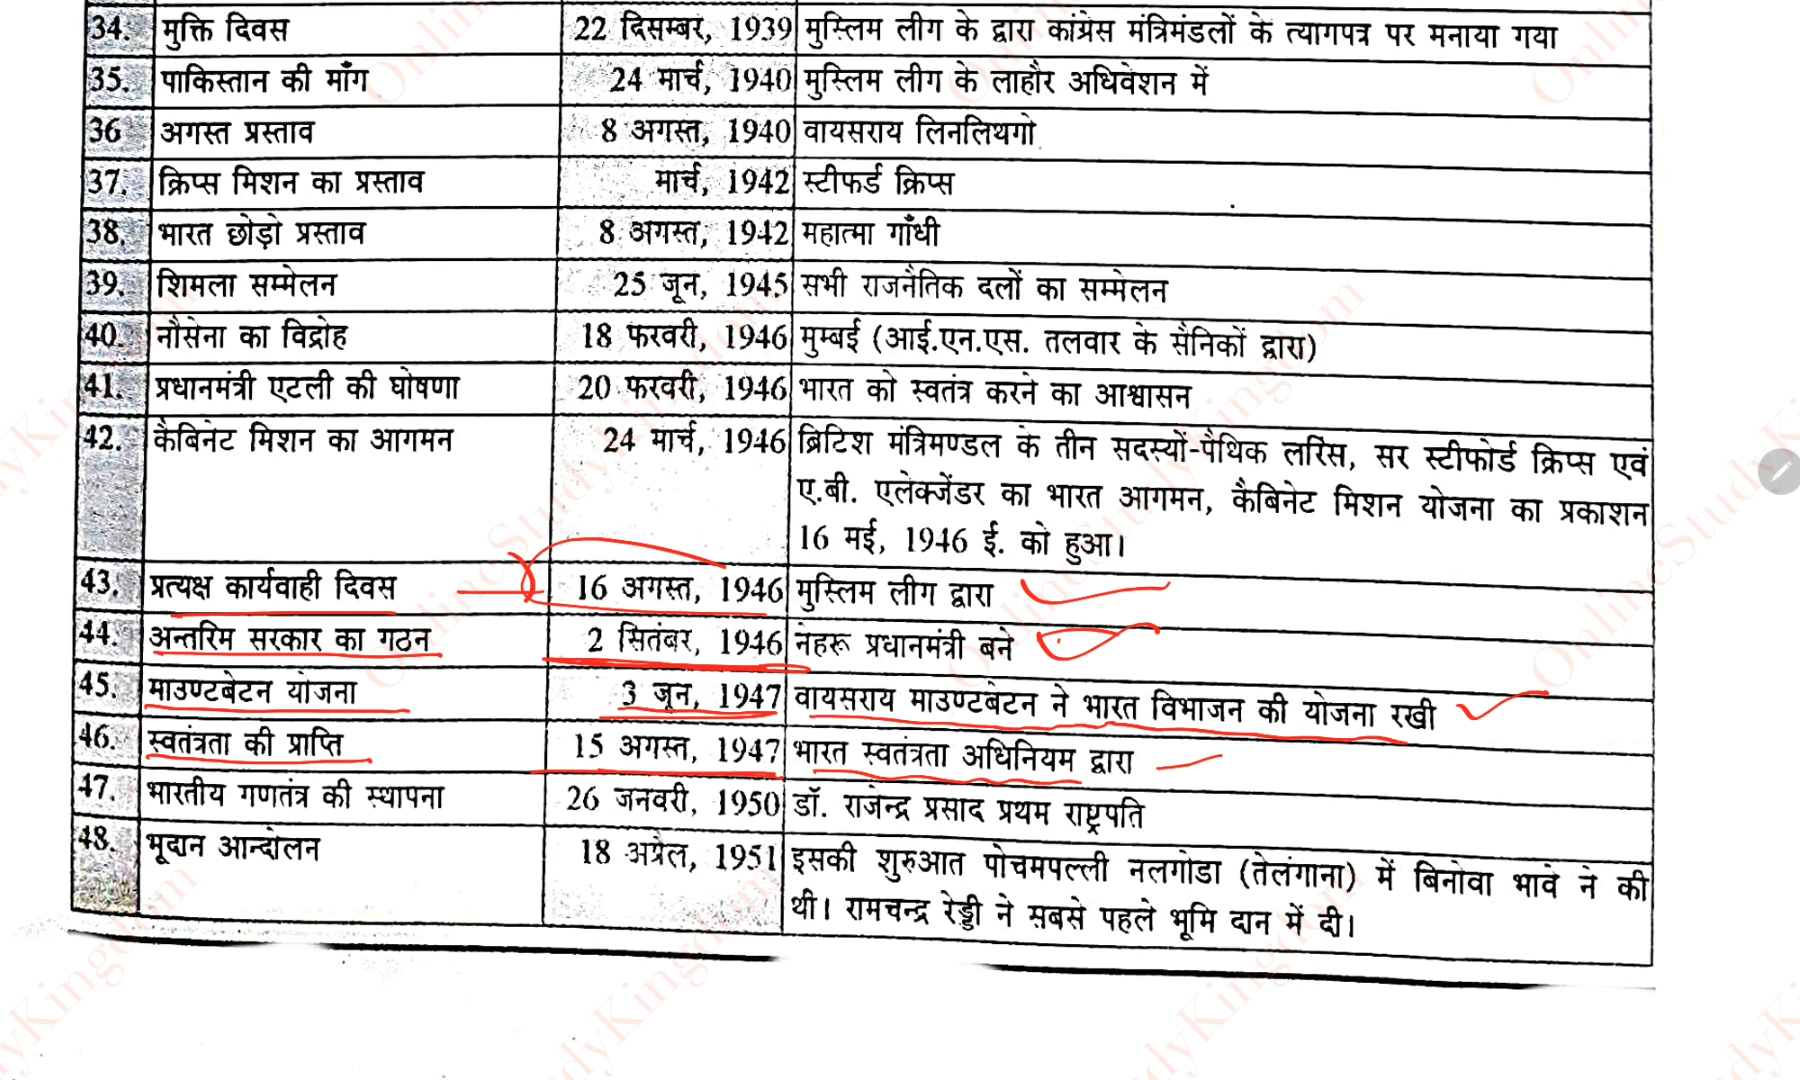 34. मुक्ति दिवस 22 दिसम्बर, 1939 मुस्लिम लीग के द्वारा कांग्रेस मंत्रिमंडलों के त्यागपत्र पर मनाया गया
35. पाकिस्तान की माँग 24 मार्च, 1940 मुस्लिम लीग के लाहौर अधिवेशन में
36 अगस्त प्रस्ताव 8 अगस्त, 1940 वायसराय लिनलिथगो
37. क्रिप्स मिशन का प्रस्ताव मार्च, 1942 स्टीफर्ड क्रिप्स
38. भारत छोड़ो प्रस्ताव 8 अगस्त, 1942 महात्मा गाँधी
39. शिमला सम्मेलन 25 जून, 1945 सभी राजनैतिक दलों का सम्मेलन
40. नौसेना का विद्रोह 18 फरवरी, 1946 मुम्बई (आई.एन.एस. तलवार के सैनिकों द्वारा)
41. प्रधानमंत्री एटली की घोषणा 20 फरवरी, 1946 भारत को स्वतंत्र करने का आश्वासन
42. कैबिनेट मिशन का आगमन 24 मार्च, 1946 ब्रिटिश मंत्रिमण्डल के तीन सदस्यों-पैथिक लारेंस, सर स्टीफोर्ड क्रिप्स एवं
ए.बी. एलेक्जेंडर का भारत आगमन, कैबिनेट मिशन योजना का प्रकाशन
16 मई, 1946 ई. को हुआ।
43. प्रत्यक्ष कार्यवाही दिवस 16 अगस्त, 1946 मुस्लिम लीग द्वारा
44. अन्तरिम सरकार का गठन 2 सितंबर, 1946 नेहरू प्रधानमंत्री बने
45. माउण्टबेटन योजना 3 जून, 1947 वायसराय माउण्टबेटन ने भारत विभाजन की योजना रखी
46. स्वतंत्रता की प्राप्ति 15 अगस्त, 1947 भारत स्वतंत्रता अधिनियम द्वारा
47. भारतीय गणतंत्र की स्थापना 26 जनवरी, 1950 डॉ. राजेन्द्र प्रसाद प्रथम राष्ट्रपति
48. भूदान आन्दोलन 18 अप्रैल, 1951 इसकी शुरुआत पोचमपल्ली नलगोडा (तेलंगाना) में बिनोवा भावे ने की
थी। रामचन्द्र रेड्डी ने सबसे पहले भूमि दान में दी।
OnlineStudyKingdom